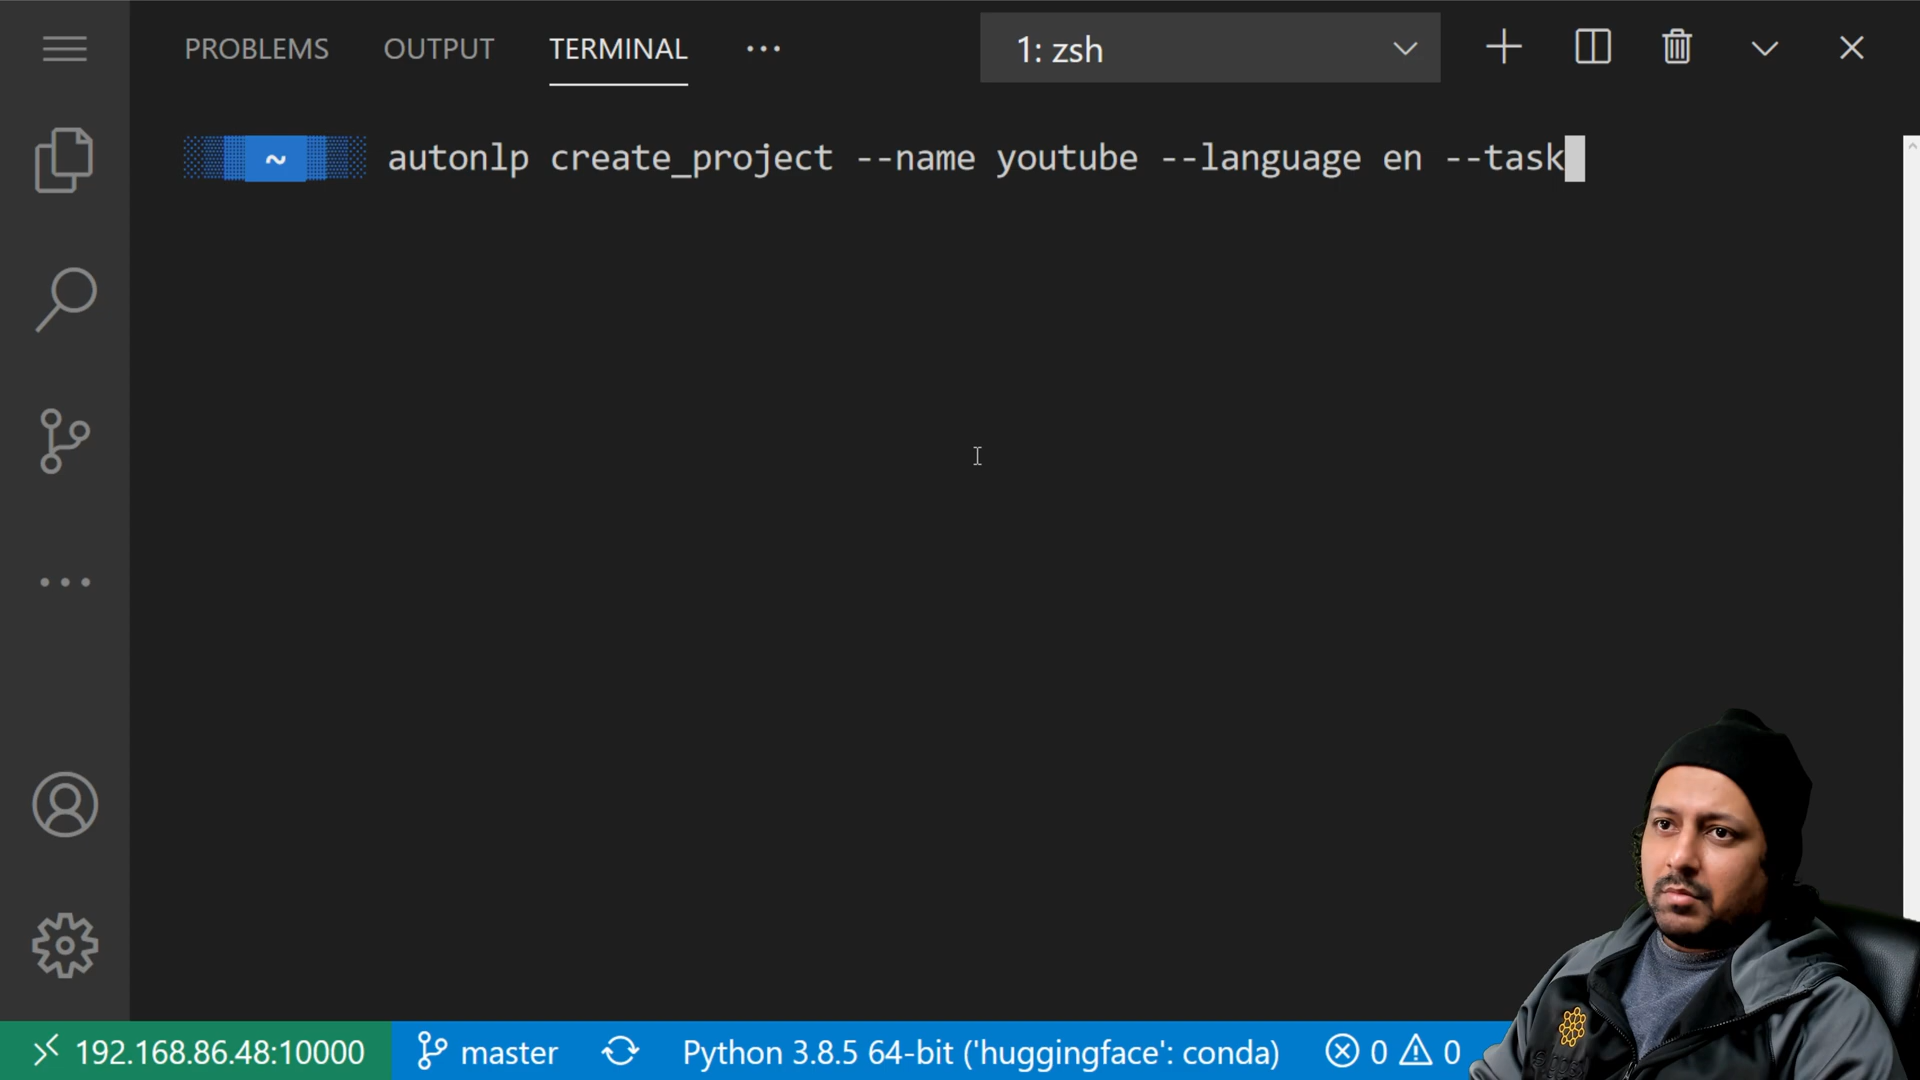 PROBLEMS OUTPUT TERMINAL ... 1: zsh
~ autonlp create_project --name youtube --language en --task
192.168.86.48:10000 master Python 3.8.5 64-bit ('huggingface': conda) 0 0